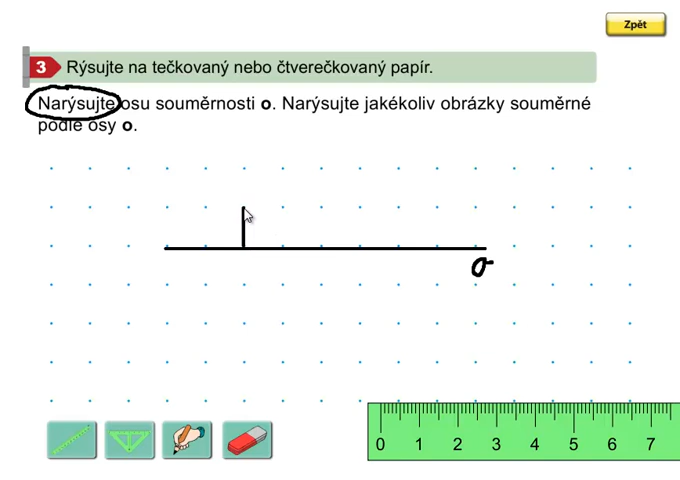 Zpět
3 Rýsujte na tečkovaný nebo čtverečkovaný papír.
Narýsujte osu souměrnosti o. Narýsujte jakékoliv obrázky souměrné
podle osy o.
o
0 1 2 3 4 5 6 7